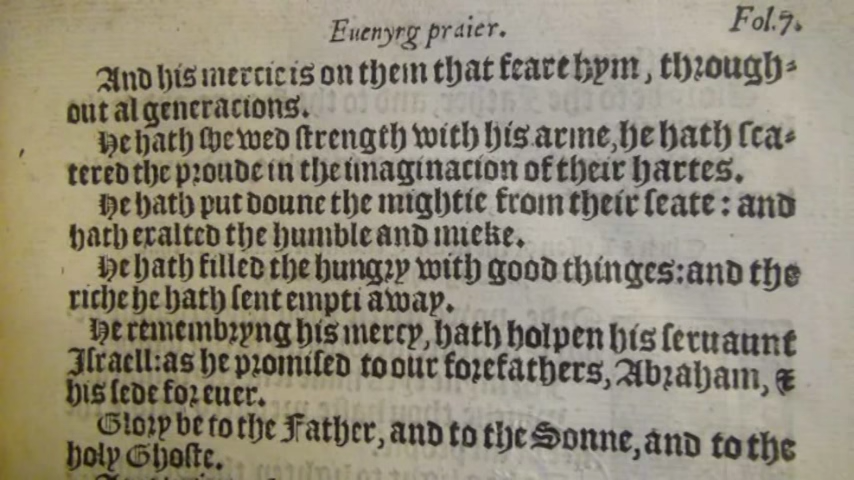 Euenyng praier.
Fol.7.
And his mercie is on them that feare hym, through-
out al generacions.
He hath shewed strength with his arme, he hath sca-
tered the proude in the imaginacion of their hartes.
He hath put doune the mightie from their seate: and
hath exalted the humble and mieke.
He hath filled the hungry with good thinges: and the
riche he hath sent empti away.
He remembryng his mercy, hath holpen his seruaunt
Israell: as he promised to our forefathers, Abraham, &
his sede for euer.
Glory be to the Father, and to the Sonne, and to the
holy Ghoste.